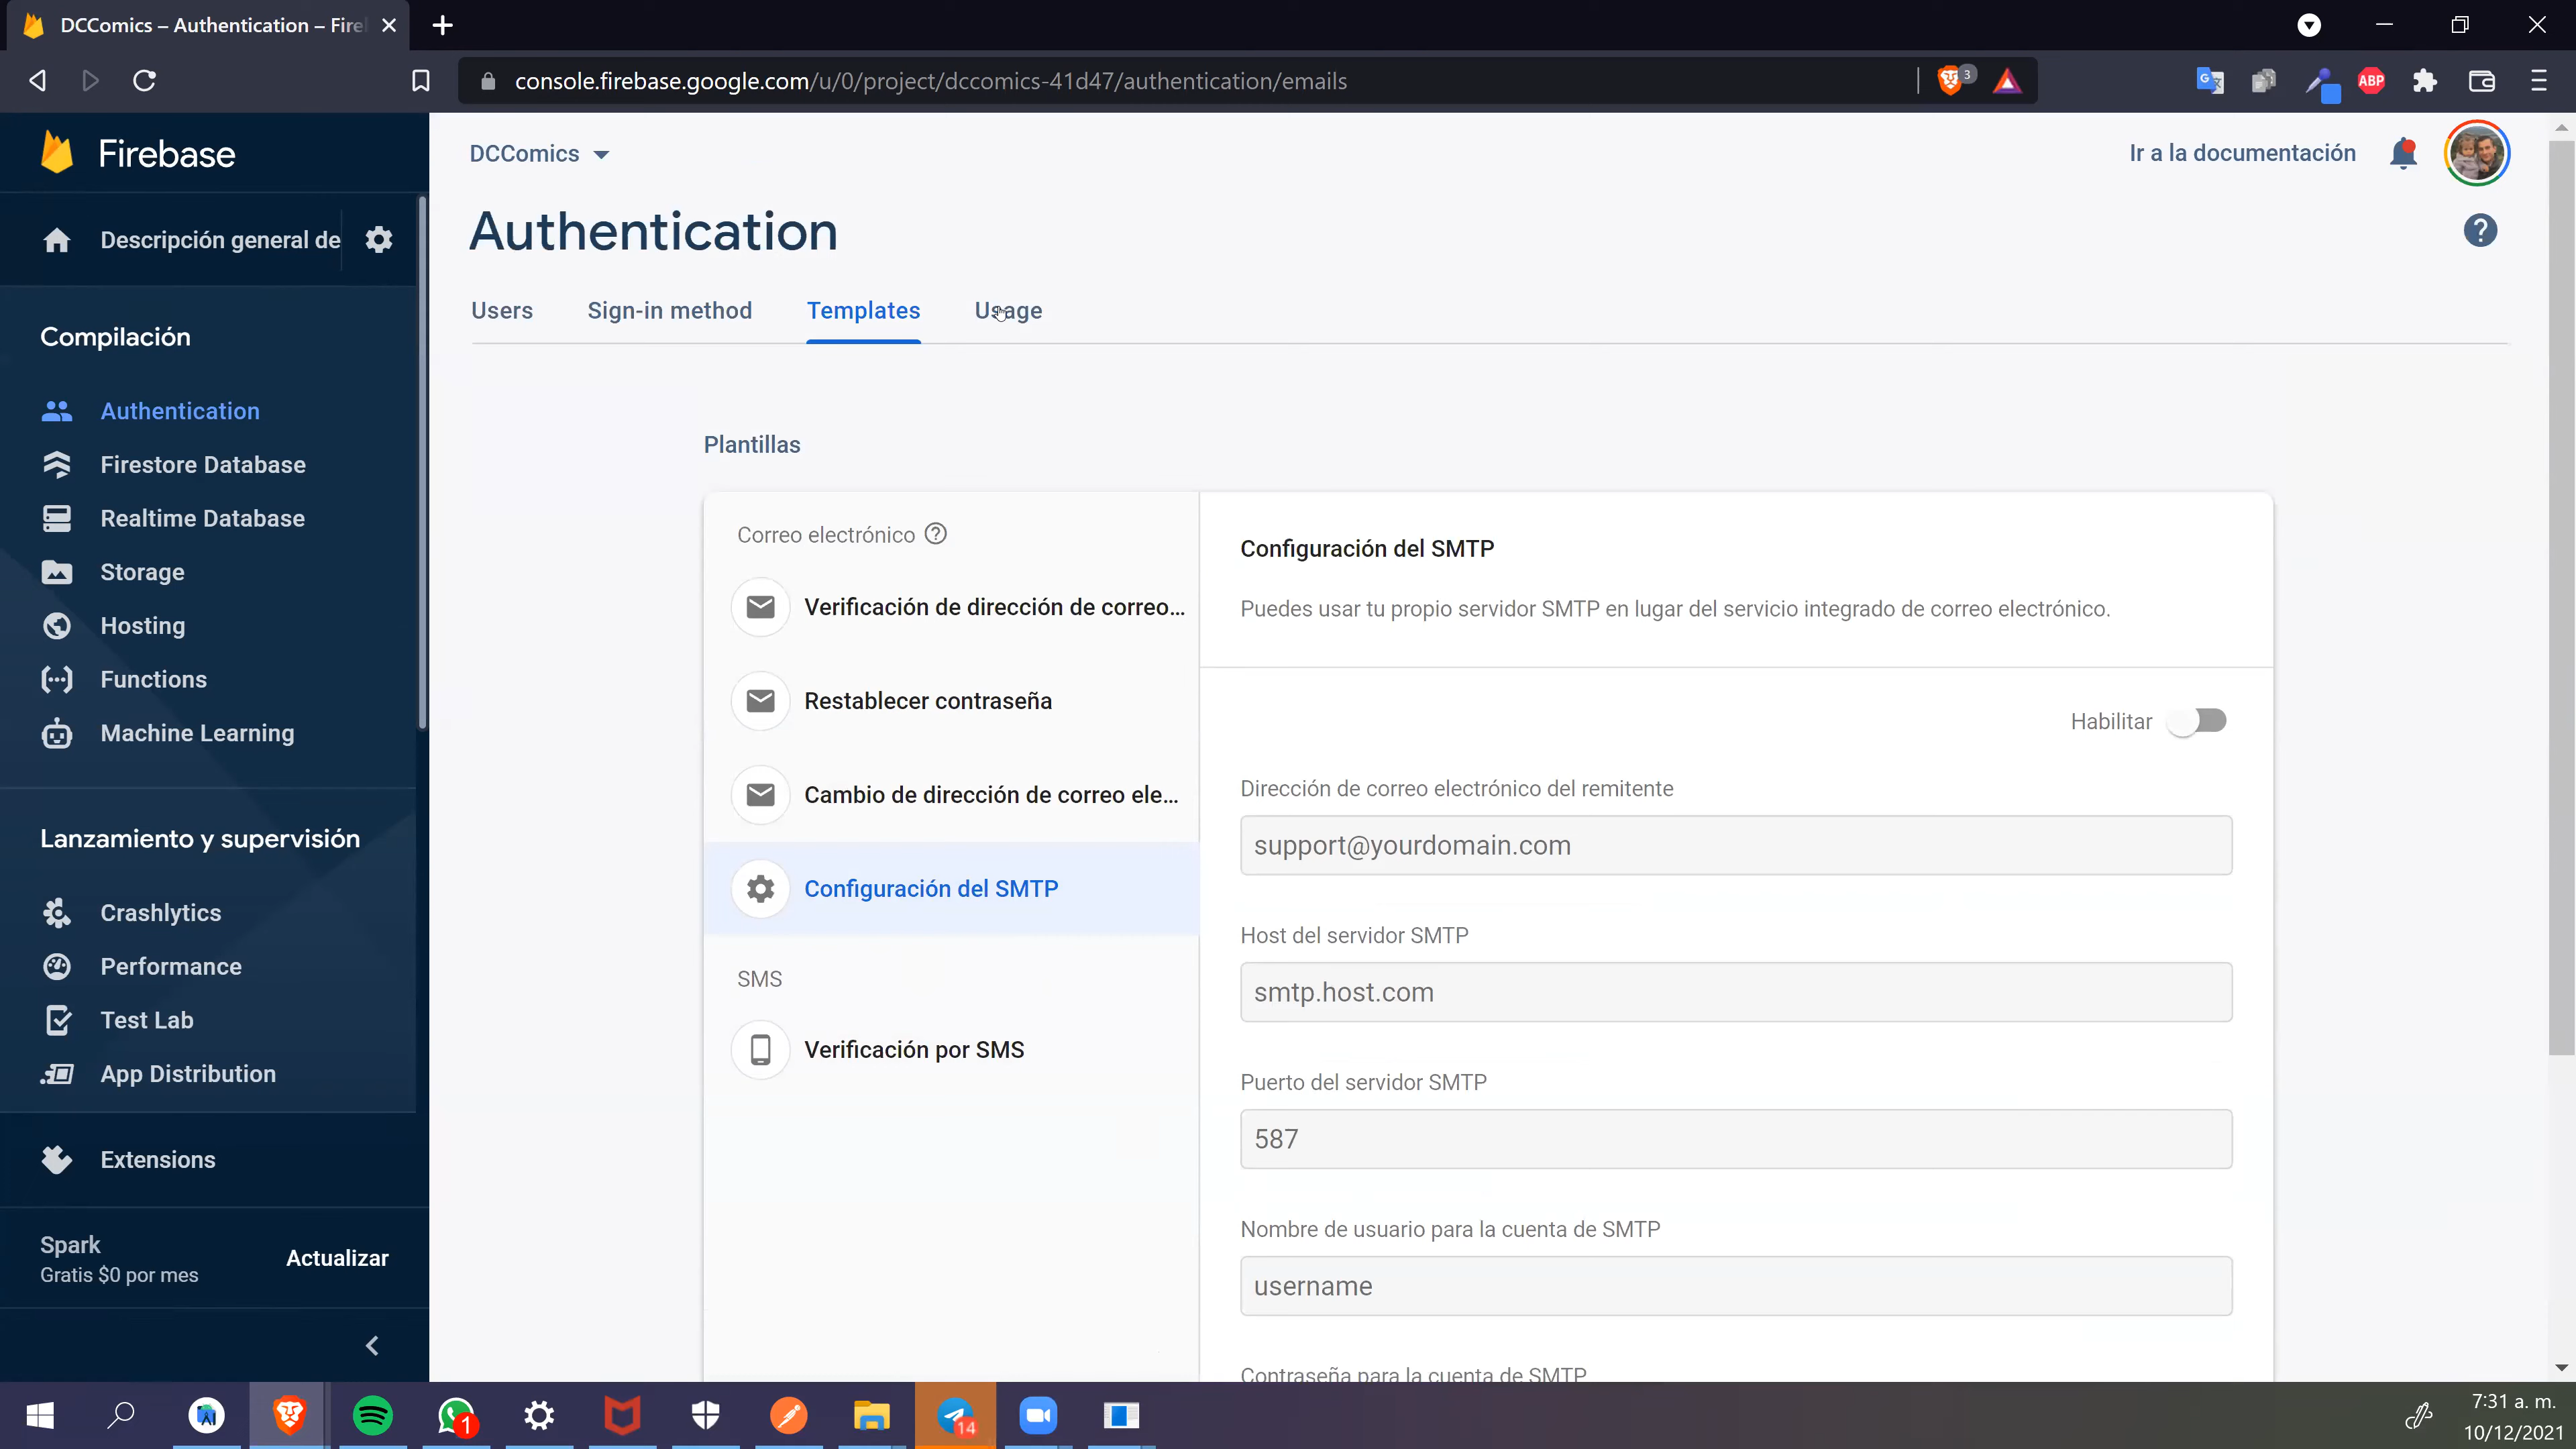 DCComics – Authentication – Fire
console.firebase.google.com/u/0/project/dccomics-41d47/authentication/emails
3
ABP
Firebase
DCComics
Ir a la documentación
Descripción general de
Authentication
Users
Sign-in method
Templates
Usage
Compilación
Authentication
Firestore Database
Realtime Database
Storage
Hosting
Functions
Machine Learning
Lanzamiento y supervisión
Crashlytics
Performance
Test Lab
App Distribution
Extensions
Spark
Gratis $0 por mes
Actualizar
Plantillas
Correo electrónico
Verificación de dirección de correo...
Restablecer contraseña
Cambio de dirección de correo ele...
Configuración del SMTP
SMS
Verificación por SMS
Configuración del SMTP
Puedes usar tu propio servidor SMTP en lugar del servicio integrado de correo electrónico.
Habilitar
Dirección de correo electrónico del remitente
support@yourdomain.com
Host del servidor SMTP
smtp.host.com
Puerto del servidor SMTP
587
Nombre de usuario para la cuenta de SMTP
username
Contraseña para la cuenta de SMTP
1
14
7:31 a. m.
10/12/2021